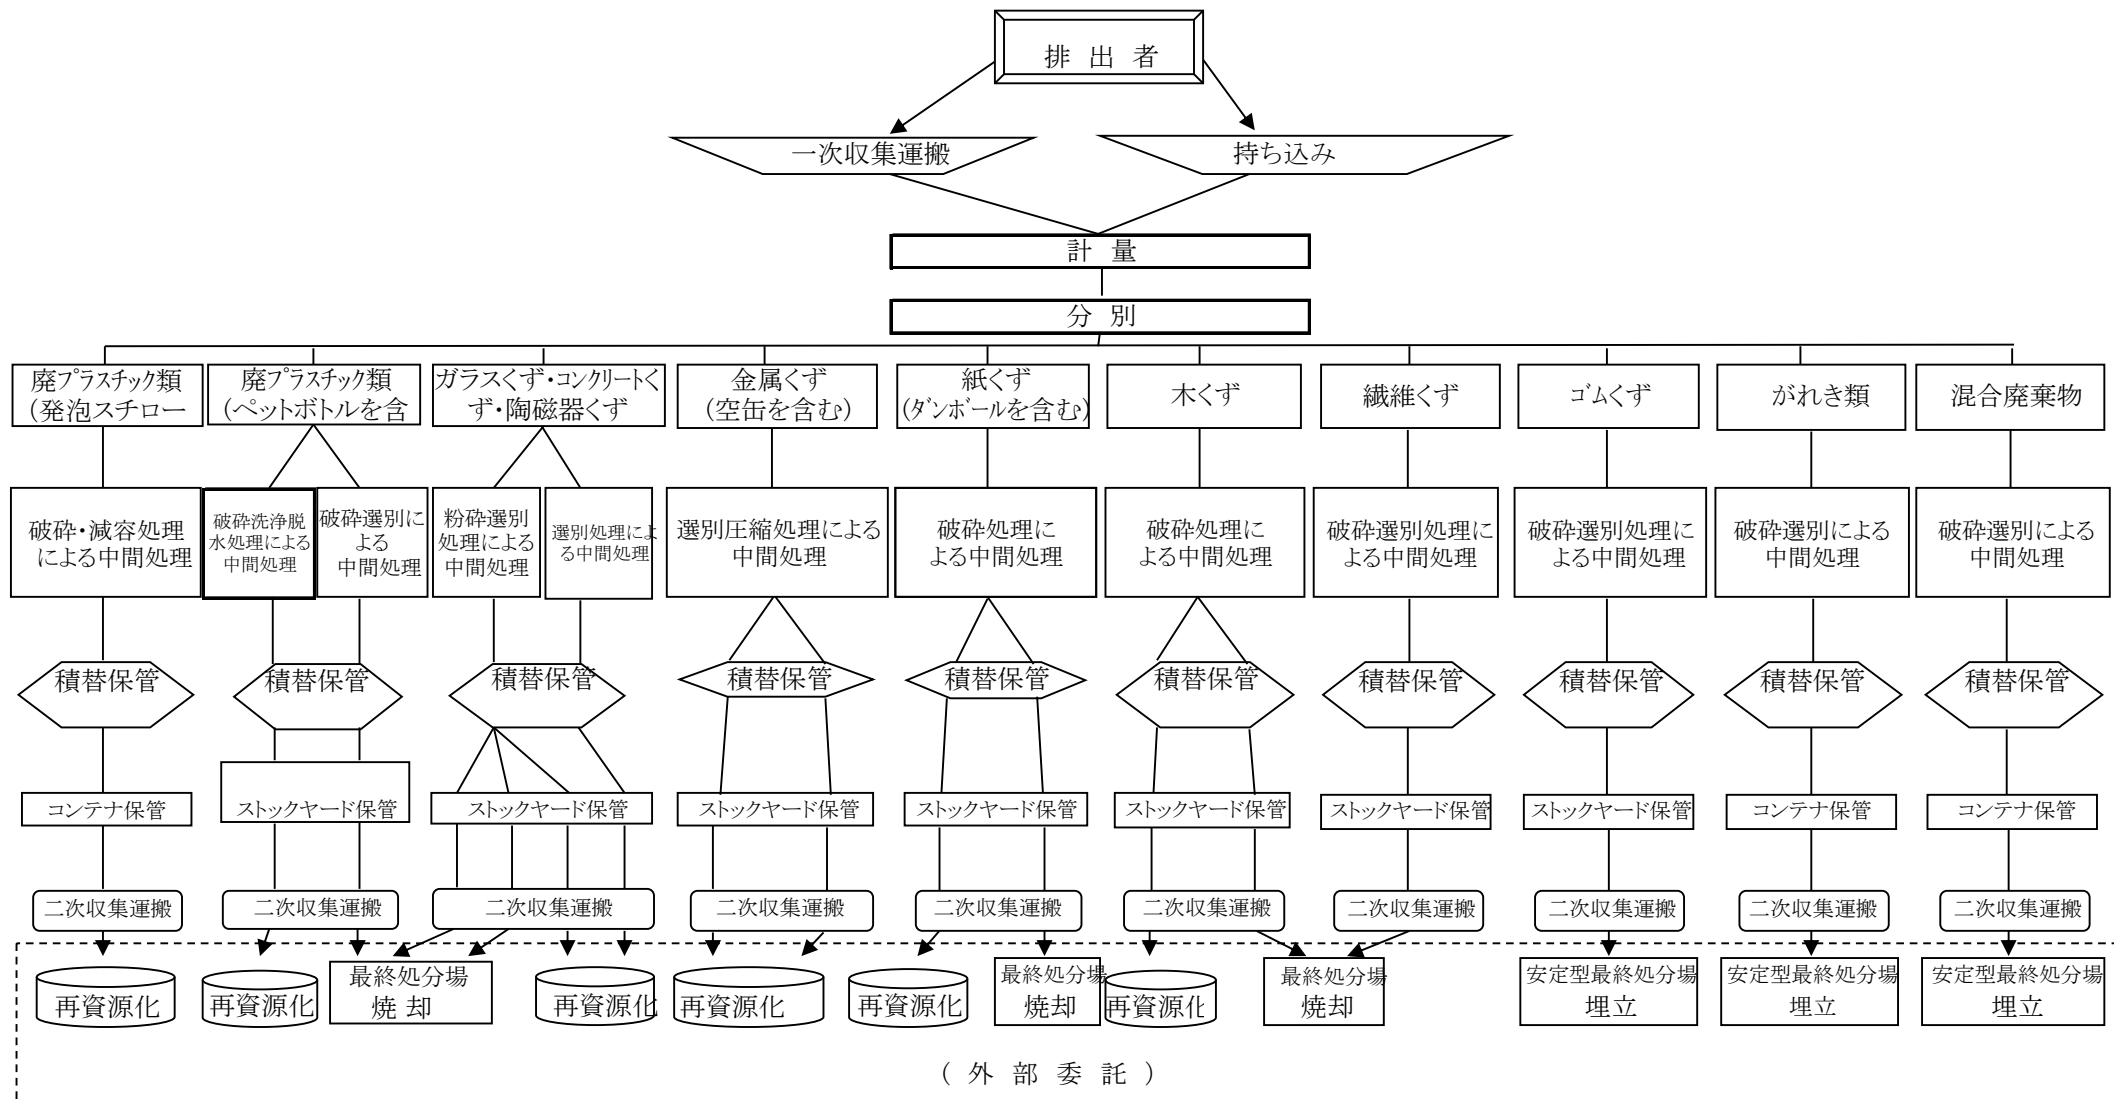 排 出 者
一次収集運搬
持ち込み
計 量
分 別
廃プラスチック類
(発泡スチロー
廃プラスチック類
(ペットボトルを含
ガラスくず・コンクリートく
ず・陶磁器くず
金属くず
(空缶を含む)
紙くず
(ダンボールを含む)
木くず
繊維くず
ゴムくず
がれき類
混合廃棄物
破砕・減容処理
による中間処理
破砕洗浄脱
水処理による
中間処理
破砕選別に
よる
中間処理
粉砕選別
処理による
中間処理
選別処理によ
る中間処理
選別圧縮処理による
中間処理
破砕処理に
よる中間処理
破砕処理に
よる中間処理
破砕選別処理に
よる中間処理
破砕選別処理に
よる中間処理
破砕選別による
中間処理
破砕選別による
中間処理
積替保管
積替保管
積替保管
積替保管
積替保管
積替保管
積替保管
積替保管
積替保管
積替保管
コンテナ保管
ストックヤード保管
ストックヤード保管
ストックヤード保管
ストックヤード保管
ストックヤード保管
ストックヤード保管
ストックヤード保管
コンテナ保管
コンテナ保管
二次収集運搬
二次収集運搬
二次収集運搬
二次収集運搬
二次収集運搬
二次収集運搬
二次収集運搬
二次収集運搬
二次収集運搬
二次収集運搬
再資源化
再資源化
最終処分場
焼 却
再資源化
再資源化
再資源化
最終処分場
焼却
再資源化
最終処分場
焼却
安定型最終処分場
埋立
安定型最終処分場
埋立
安定型最終処分場
埋立
( 外 部 委 託 )